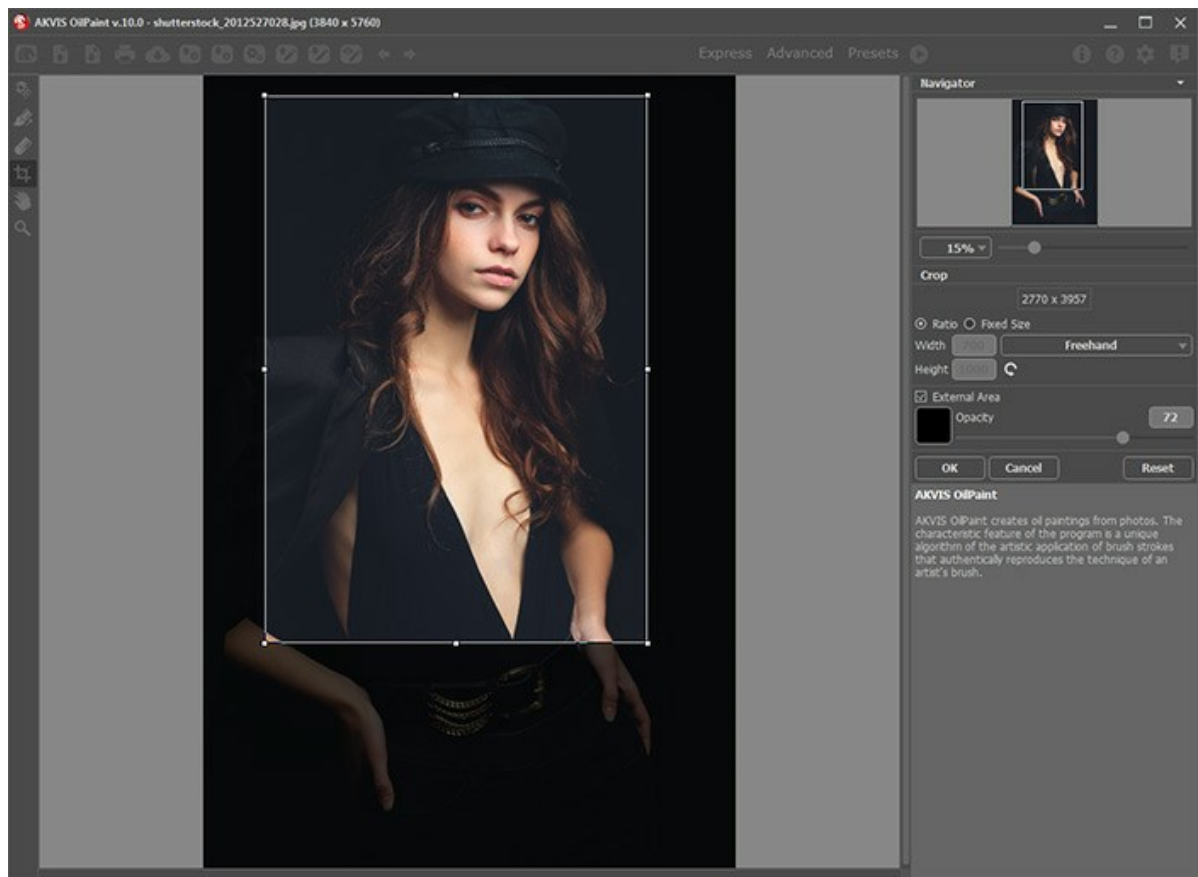 AKVIS OilPaint v.10.0 - shutterstock_2012527028.jpg (3840 x 5760)
Express Advanced Presets
Navigator
15%
Crop
2770 x 3957
Ratio Fixed Size
Width 700 Freehand
Height 1000
External Area
Opacity 72
OK Cancel Reset
AKVIS OilPaint
AKVIS OilPaint creates oil paintings from photos. The
characteristic feature of the program is a unique
algorithm of the artistic application of brush strokes
that authentically reproduces the technique of an
artist's brush.